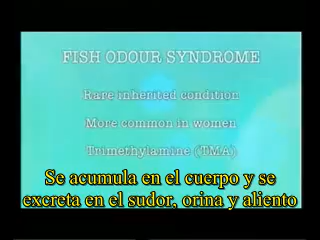 FISH ODOUR SYNDROME
Rare inherited condition
More common in women
Trimethylamine (TMA)
Se acumula en el cuerpo y se
excreta en el sudor, orina y aliento